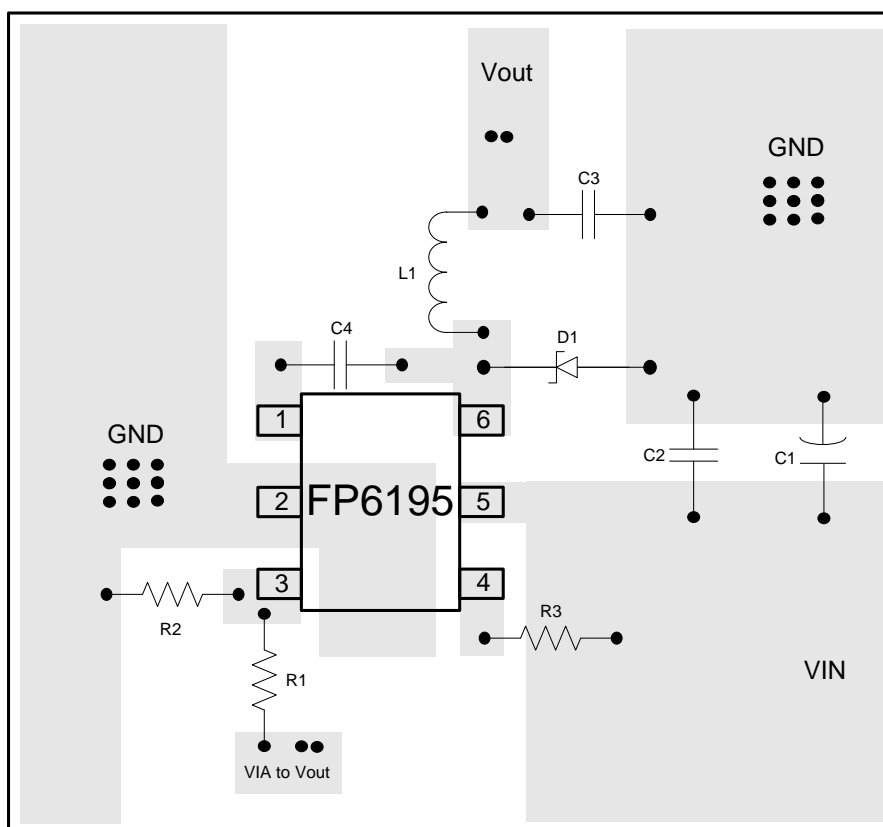 Vout
GND
C3
L1
C4
D1
1
6
GND
C2
C1
2
FP6195
5
3
4
R2
R3
R1
VIN
VIA to Vout